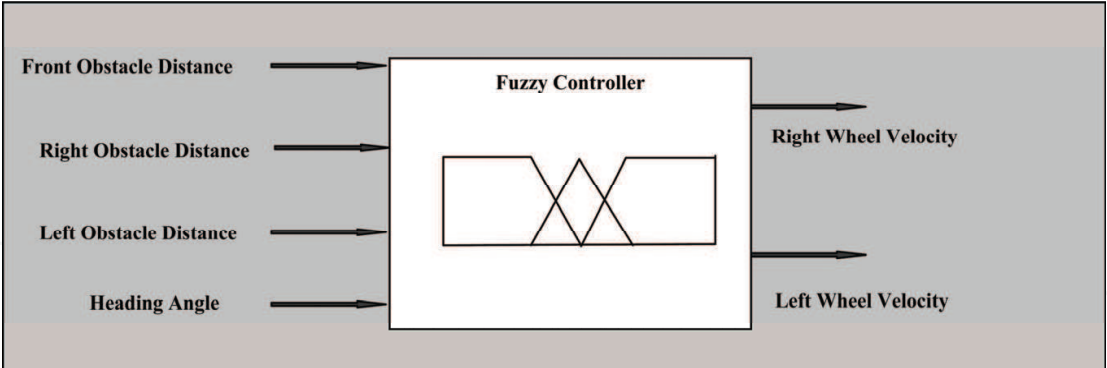 Front Obstacle Distance
Right Obstacle Distance
Left Obstacle Distance
Heading Angle
Fuzzy Controller
Right Wheel Velocity
Left Wheel Velocity